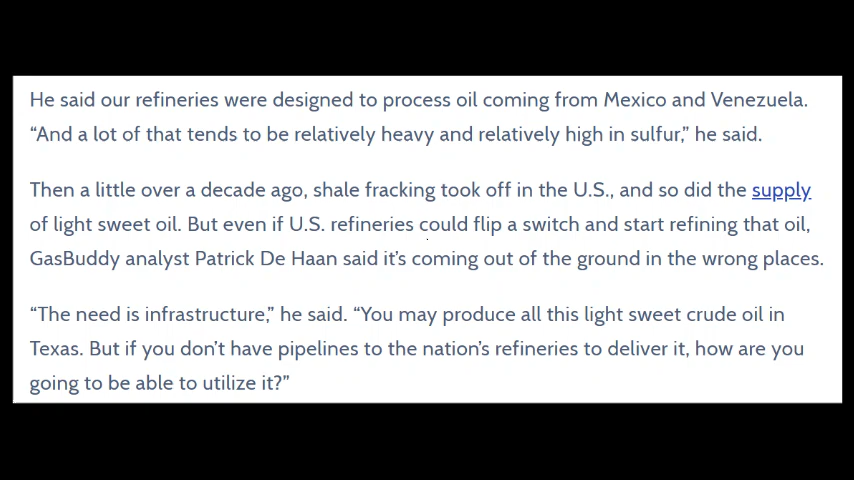 He said our refineries were designed to process oil coming from Mexico and Venezuela.
“And a lot of that tends to be relatively heavy and relatively high in sulfur,” he said.
Then a little over a decade ago, shale fracking took off in the U.S., and so did the supply
of light sweet oil. But even if U.S. refineries could flip a switch and start refining that oil,
GasBuddy analyst Patrick De Haan said it’s coming out of the ground in the wrong places.
“The need is infrastructure,” he said. “You may produce all this light sweet crude oil in
Texas. But if you don’t have pipelines to the nation’s refineries to deliver it, how are you
going to be able to utilize it?”